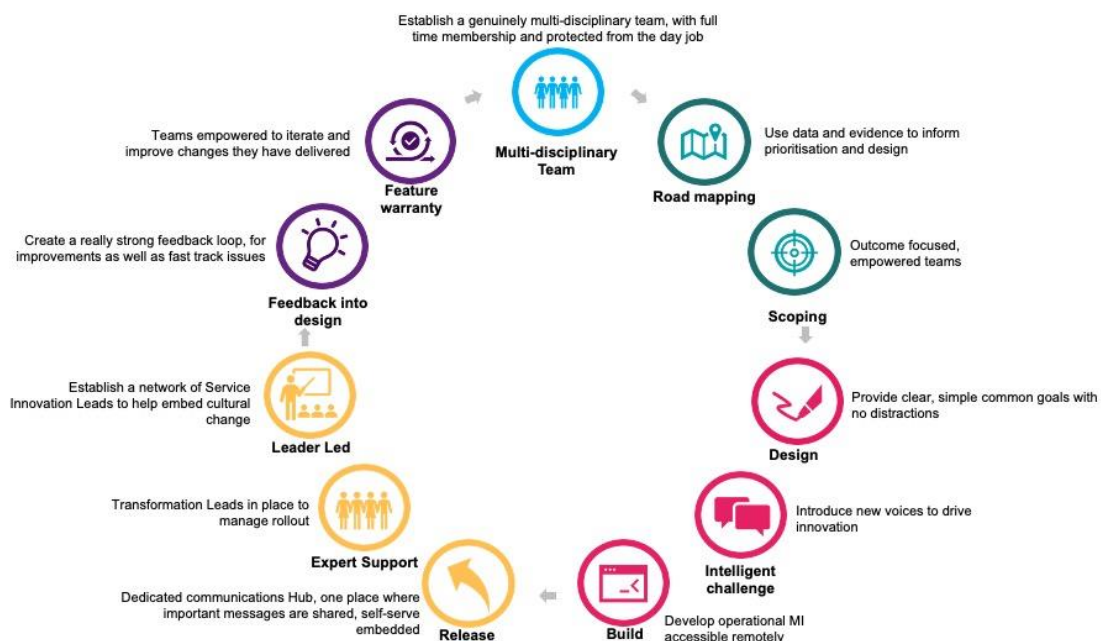 Establish a genuinely multi-disciplinary team, with full
time membership and protected from the day job
Multi-disciplinary
Team
Use data and evidence to inform
prioritisation and design
Road mapping
Outcome focused,
empowered teams
Scoping
Provide clear, simple common goals with
no distractions
Design
Introduce new voices to drive
innovation
Intelligent
challenge
Develop operational MI
accessible remotely
Build
Dedicated communications Hub, one place where
important messages are shared, self-serve
embedded
Release
Transformation Leads in place to
manage rollout
Expert Support
Establish a network of Service
Innovation Leads to help embed cultural
change
Leader Led
Create a really strong feedback loop, for
improvements as well as fast track issues
Feedback into
design
Teams empowered to iterate and
improve changes they have delivered
Feature
warranty